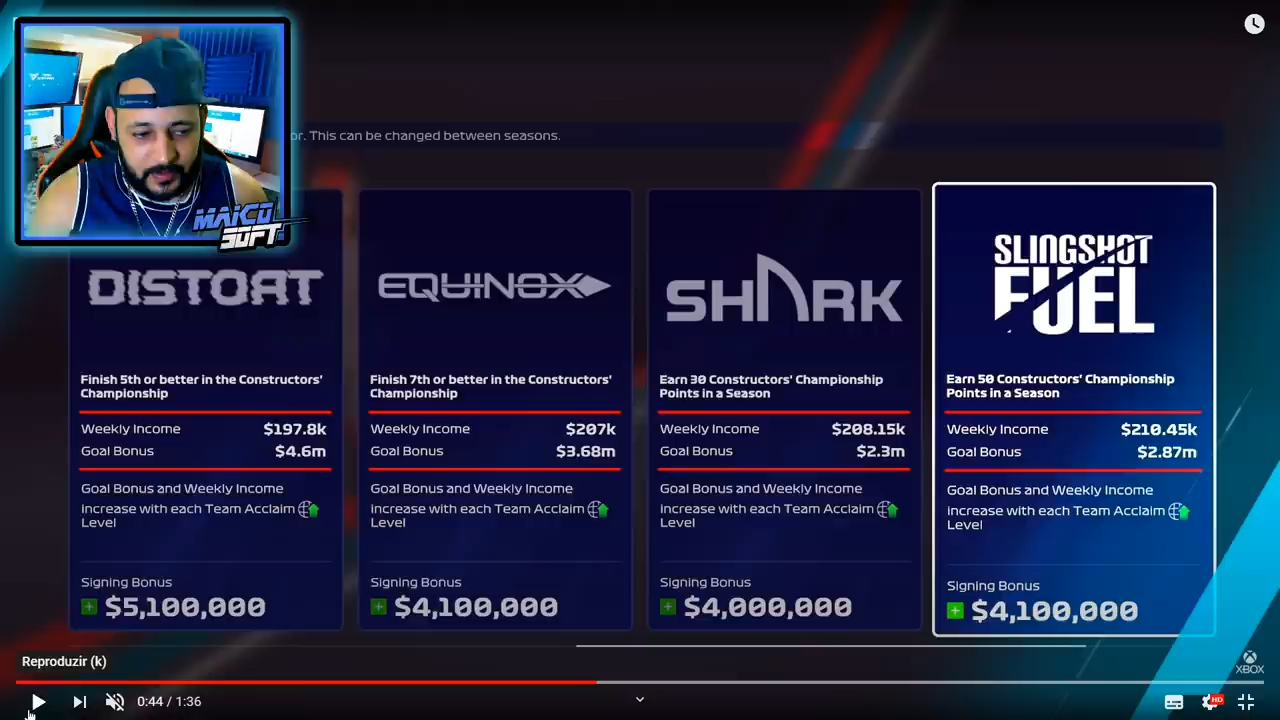 or. This can be changed between seasons.
MAICO
SOFT
DISTORT
EQUINOX
SHARK
SLINGSHOT
FUEL
Finish 5th or better in the Constructors'
Championship
Weekly Income $197.8k
Goal Bonus $4.6m
Goal Bonus and Weekly Income
increase with each Team Acclaim
Level
Signing Bonus
+ $5,100,000
Finish 7th or better in the Constructors'
Championship
Weekly Income $207k
Goal Bonus $3.68m
Goal Bonus and Weekly Income
increase with each Team Acclaim
Level
Signing Bonus
+ $4,100,000
Earn 30 Constructors' Championship
Points in a Season
Weekly Income $208.15k
Goal Bonus $2.3m
Goal Bonus and Weekly Income
increase with each Team Acclaim
Level
Signing Bonus
+ $4,000,000
Earn 50 Constructors' Championship
Points in a Season
Weekly Income $210.45k
Goal Bonus $2.87m
Goal Bonus and Weekly Income
increase with each Team Acclaim
Level
Signing Bonus
+ $4,100,000
Reproduzir (k)
XBOX
0:44 / 1:36
HD